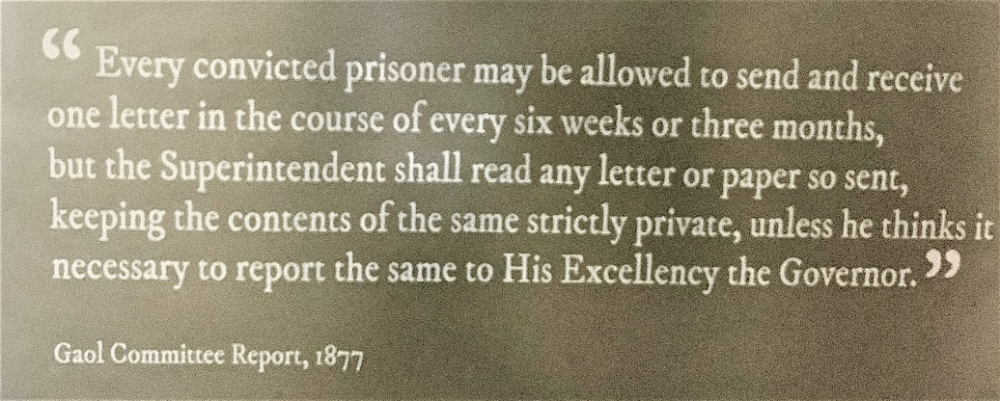 “Every convicted prisoner may be allowed to send and receive
one letter in the course of every six weeks or three months,
but the Superintendent shall read any letter or paper so sent,
keeping the contents of the same strictly private, unless he thinks it
necessary to report the same to His Excellency the Governor.”
Gaol Committee Report, 1877